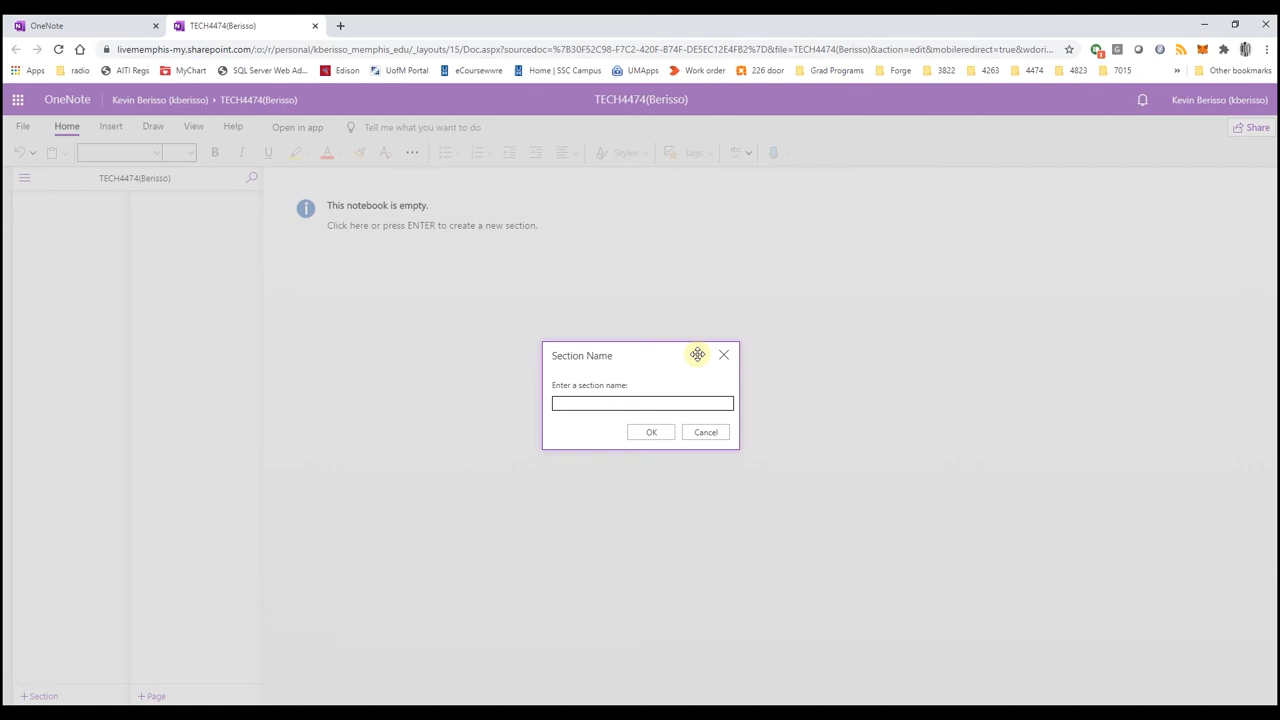 OneNote
TECH4474(Berisso)
livememphis-my.sharepoint.com/:o:/r/personal/kberisso_memphis_edu/_layouts/15/Doc.aspx?sourcedoc=%7B30F52C98-F7C2-420F-B74F-DE5EC12E4FB2%7D&file=TECH4474(Berisso)&action=edit&mobileredirect=true&wdori...
Apps radio AITI Regs MyChart SQL Server Web Ad... Edison UofM Portal eCoursewwre Home | SSC Campus UMApps Work order 226 door Grad Programs Forge 3822 4263 4474 4823 7015 » Other bookmarks
OneNote Kevin Berisso (kberisso) › TECH4474(Berisso) TECH4474(Berisso) Kevin Berisso (kberisso)
File Home Insert Draw View Help Open in app Tell me what you want to do Share
B I U A Styles Tags
TECH4474(Berisso)
This notebook is empty.
Click here or press ENTER to create a new section.
Section Name
Enter a section name:
OK Cancel
+ Section + Page